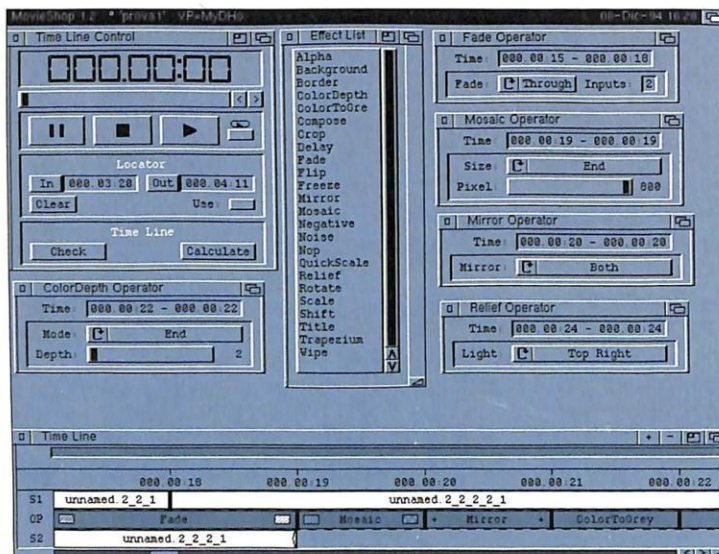 MovieShop 1.2 * "prova1" VP=MyDHs 08-Dic-94 16:28
Time Line Control
000.00:00
Locator
In 000.03:20 Out 000.04:11
Clear Use:
Time Line
Check Calculate
ColorDepth Operator
Time: 000.00:22 - 000.00:22
Mode: End
Depth: 2
Effect List
Alpha
Background
Border
ColorDepth
ColorToGre
Compose
Crop
Delay
Fade
Flip
Freeze
Mirror
Mosaic
Negative
Noise
Nop
QuickScale
Relief
Rotate
Scale
Shift
Title
Trapezium
Wipe
Fade Operator
Time: 000.00:15 - 000.00:18
Fade: Through Inputs: 2
Mosaic Operator
Time 000.00:19 - 000.00:19
Size: End
Pixel: 800
Mirror Operator
Time: 000.00:20 - 000.00:20
Mirror: Both
Relief Operator
Time 000.00:24 - 000.00:24
Light Top Right
Time Line
000.00:18 000.00:19 000.00:20 000.00:21 000.00:22
S1 unnamed.2_2_1 unnamed.2_2_2_2_1
OP Fade Mosaic Mirror ColorToGrey
S2 unnamed.2_2_2_1